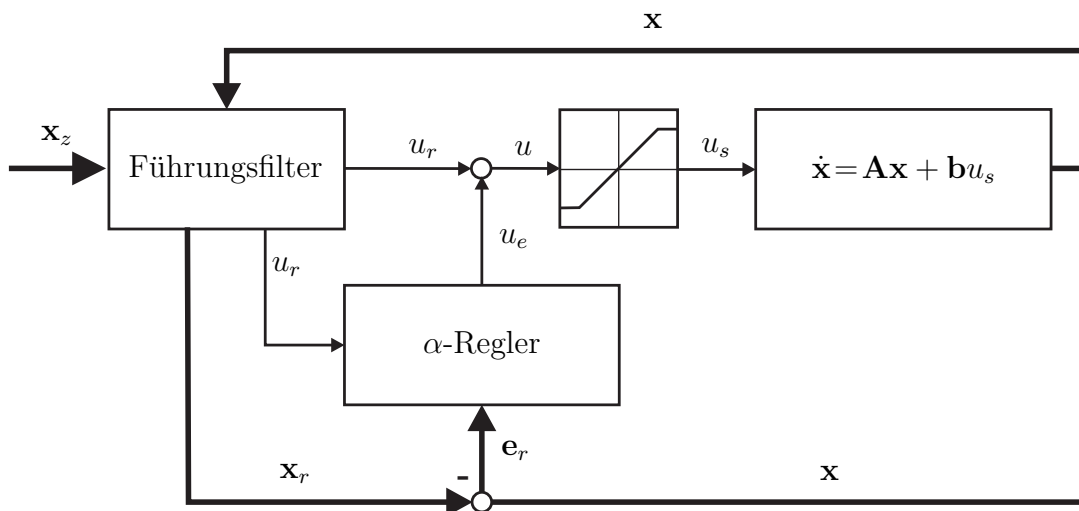 x
x_z
Führungsfilter
u_r
u
u_s
ẋ=Ax + bu_s
u_r
u_e
α-Regler
e_r
x_r
-
x